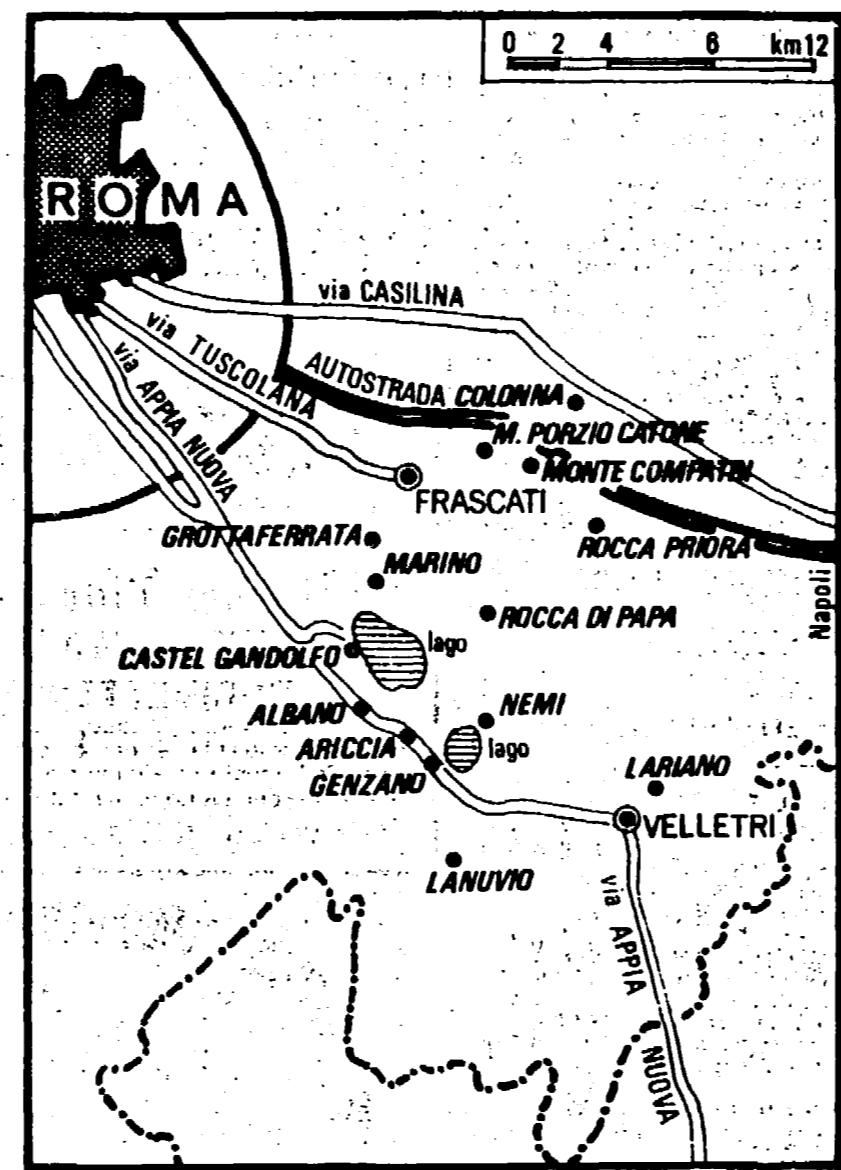 0 2 4 6 km12
ROMA
via CASILINA
via TUSCOLANA
via APPIA NUOVA
AUTOSTRADA
COLONNA
M. PORZIO CATONE
MONTE COMPATRI
FRASCATI
GROTTAFERRATA
ROCCA PRIORA
MARINO
Napoli
ROCCA DI PAPA
lago
CASTEL GANDOLFO
NEMI
ALBANO
ARICCIA
lago
GENZANO
LARIANO
VELLETRI
LANUVIO
via APPIA NUOVA